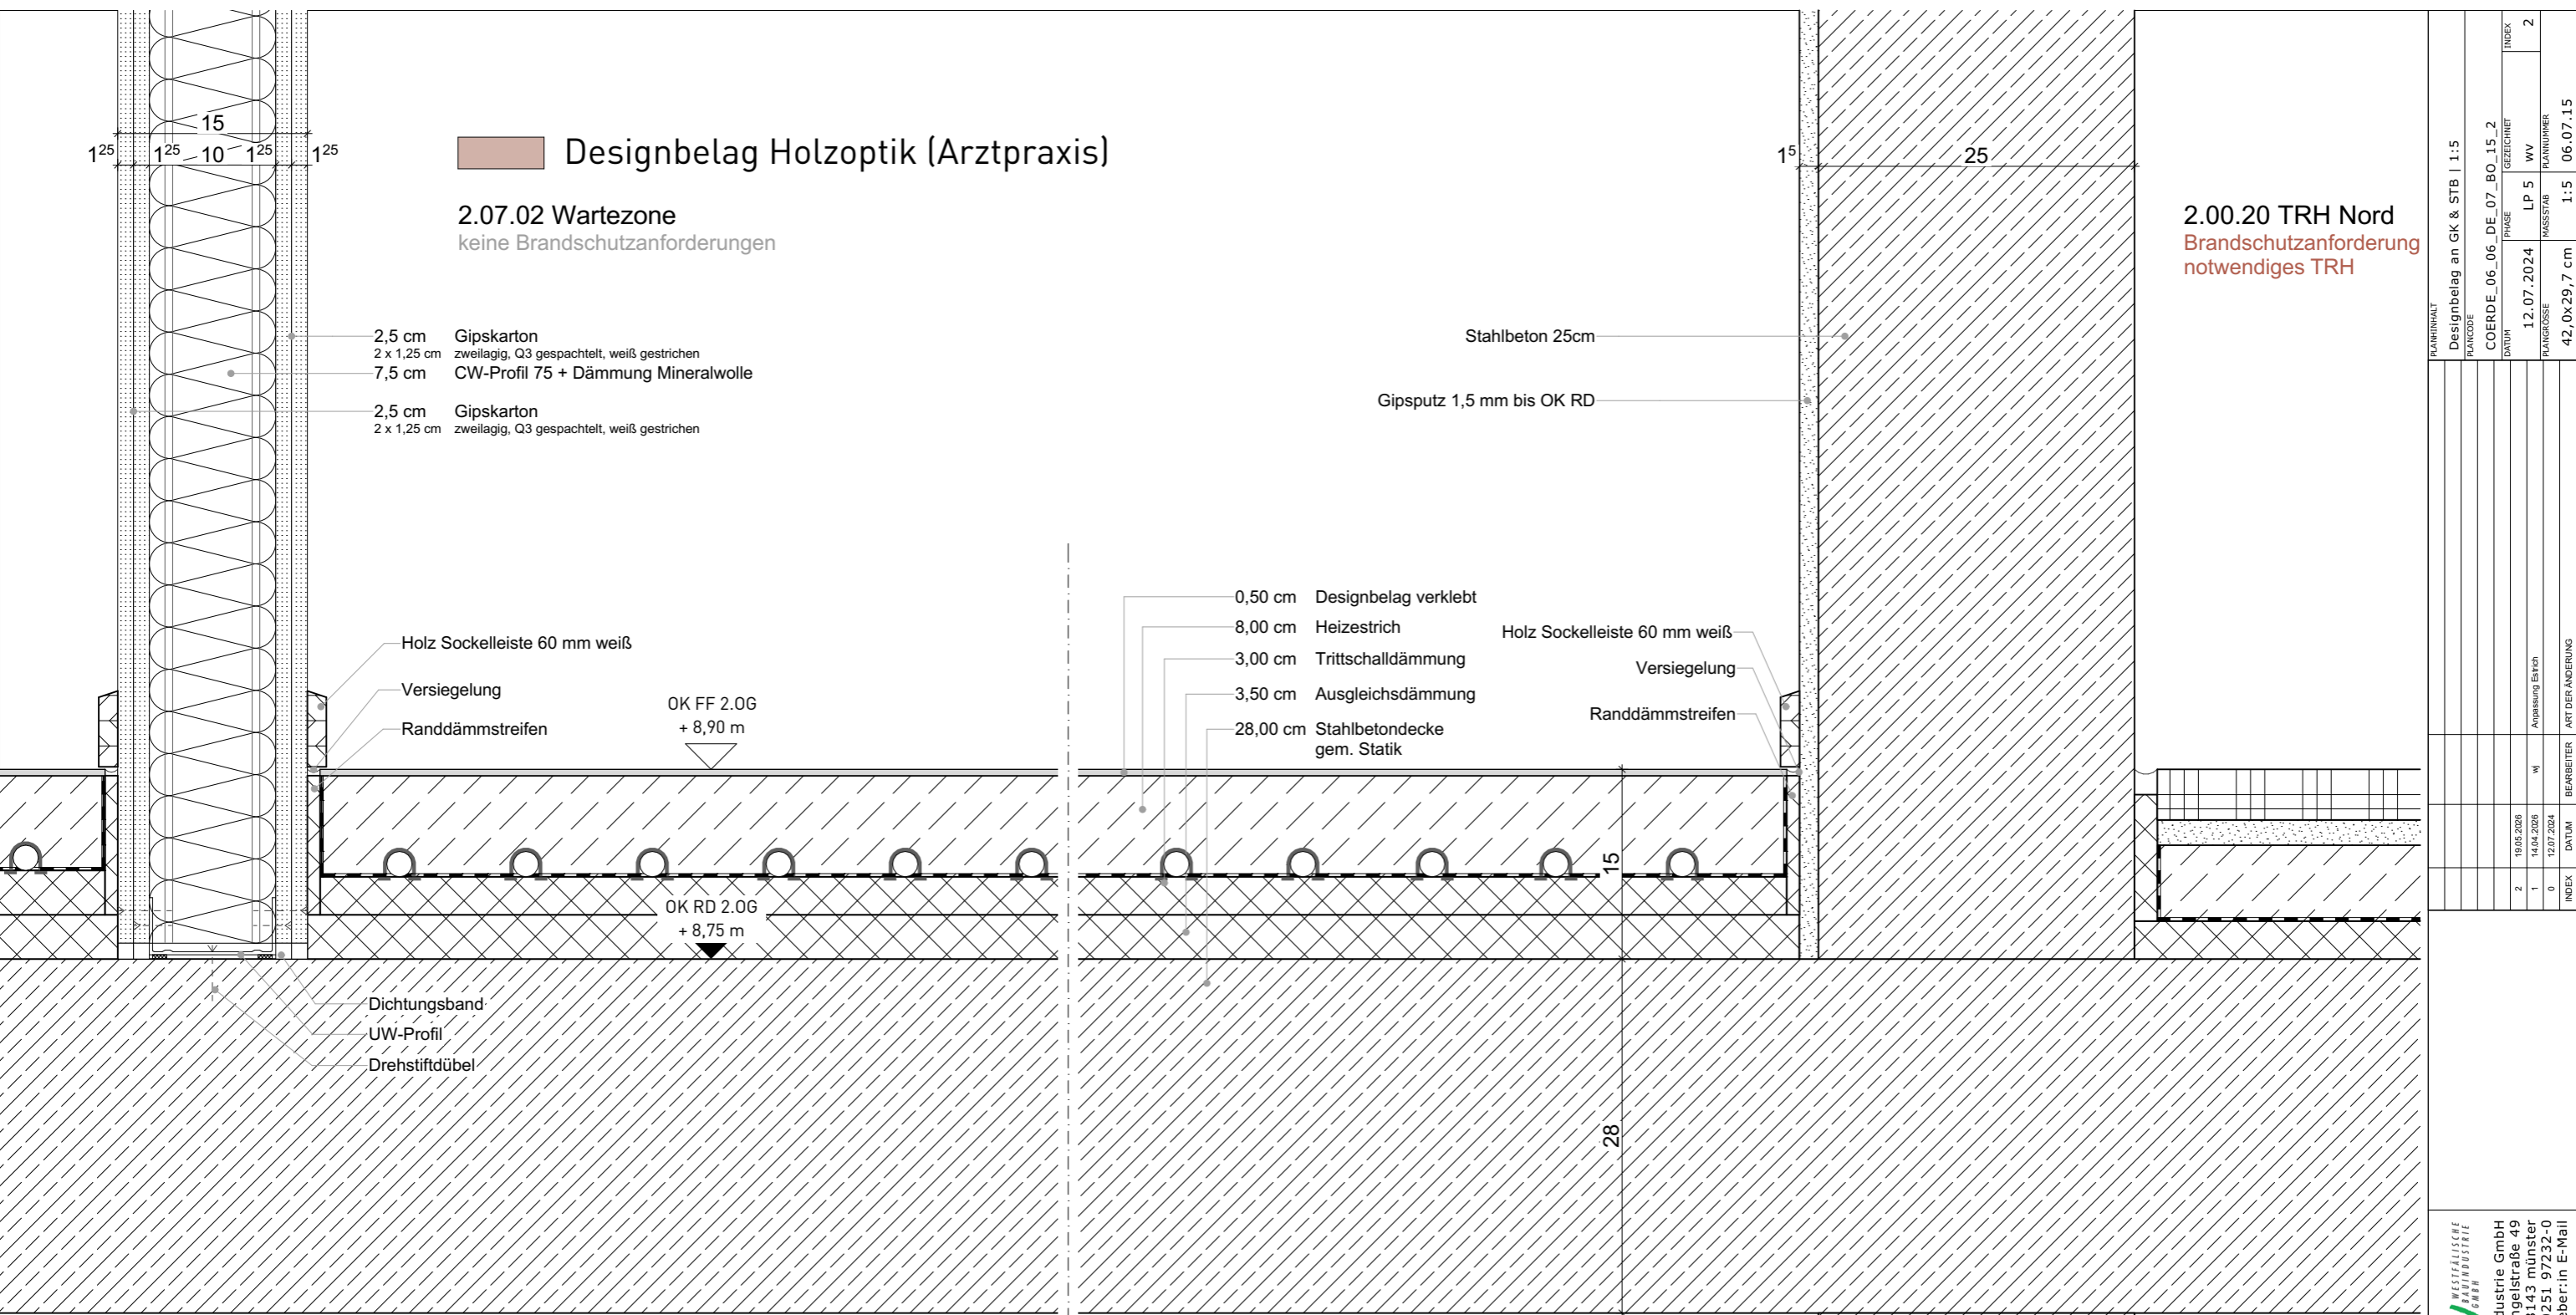 15
1²⁵ 1²⁵ 10 1²⁵ 1²⁵
Designbelag Holzoptik (Arztpraxis)
2.07.02 Wartezone
keine Brandschutzanforderungen
2,5 cm Gipskarton
2 x 1,25 cm zweilagig, Q3 gespachtelt, weiß gestrichen
7,5 cm CW-Profil 75 + Dämmung Mineralwolle
2,5 cm Gipskarton
2 x 1,25 cm zweilagig, Q3 gespachtelt, weiß gestrichen
1⁵ 25
2.00.20 TRH Nord
Brandschutzanforderung
notwendiges TRH
Stahlbeton 25cm
Gipsputz 1,5 mm bis OK RD
Holz Sockelleiste 60 mm weiß
Versiegelung
Randdämmstreifen
OK FF 2.OG
+ 8,90 m
0,50 cm Designbelag verklebt
8,00 cm Heizestrich
3,00 cm Trittschalldämmung
3,50 cm Ausgleichsdämmung
28,00 cm Stahlbetondecke
gem. Statik
Holz Sockelleiste 60 mm weiß
Versiegelung
Randdämmstreifen
15
OK RD 2.OG
+ 8,75 m
Dichtungsband
UW-Profil
Drehstiftdübel
28
PLANINHALT
Designbelag an GK & STB | 1:5
PLANCODE
COERDE_06_06_06_DE_07_BO_15_2
DATUM PHASE GEZEICHNET INDEX
12.07.2024 LP 5 WV 2
PLANGRÖSSE MASSSTAB PLANNUMMER
42,0x29,7 cm 1:5 06.07.15
2 19.05.2026
1 14.04.2026 wj Anpassung Estrich
0 12.07.2024
INDEX DATUM BEARBEITER ART DER ÄNDERUNG
WESTFÄLISCHE
BAUINDUSTRIE
GMBH
dustrie GmbH
ngelstraße 49
8143 münster
0251 97232-0
eber:in E-Mail